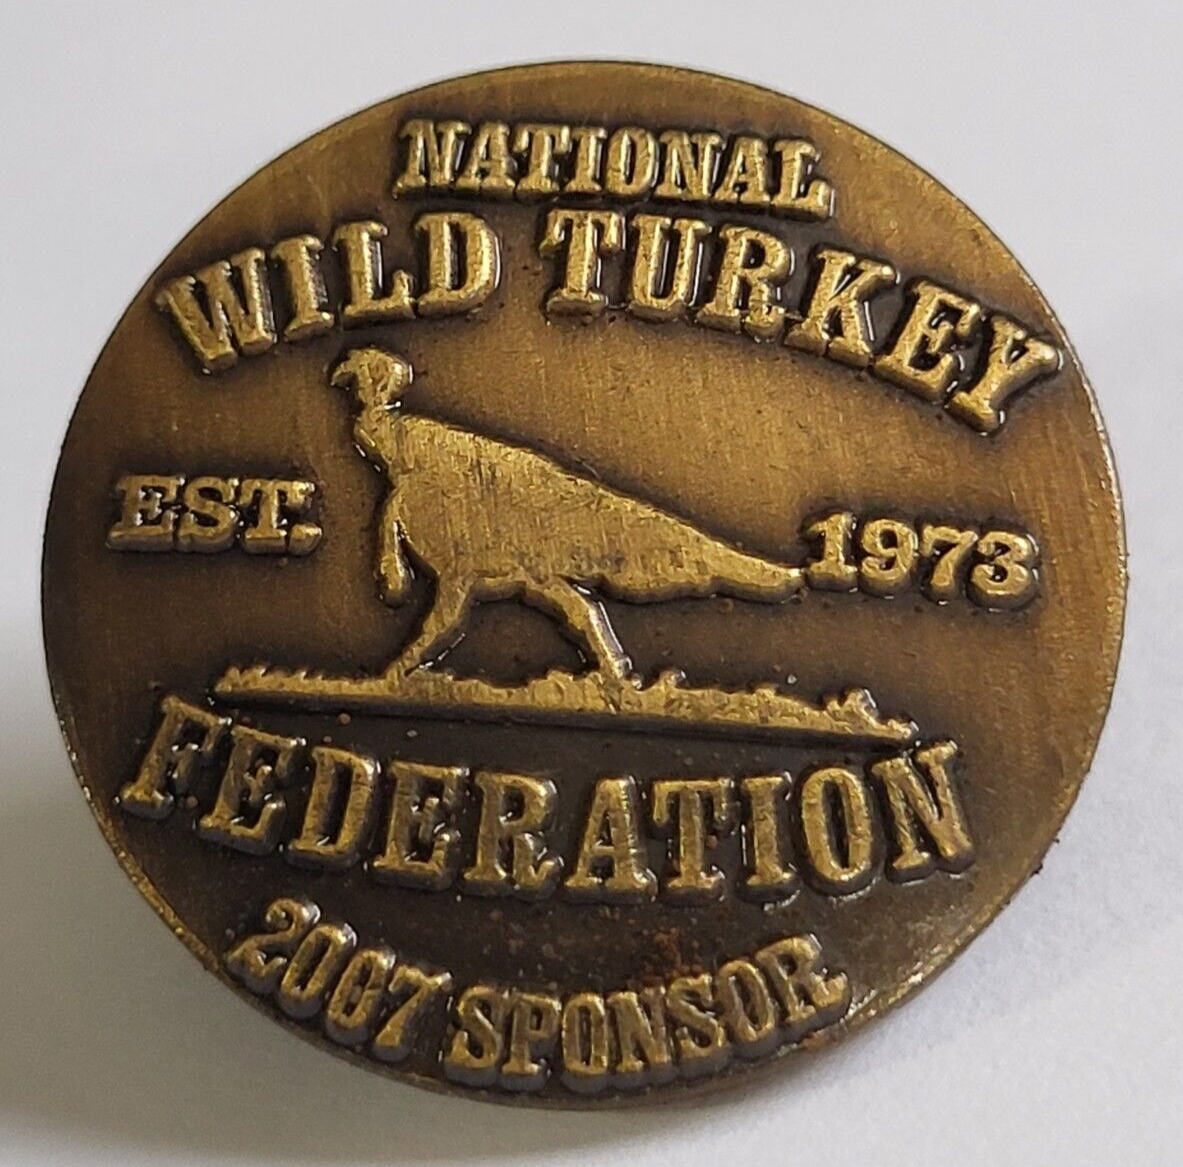 NATIONAL
WILD TURKEY
EST. 1973
FEDERATION
2007 SPONSOR